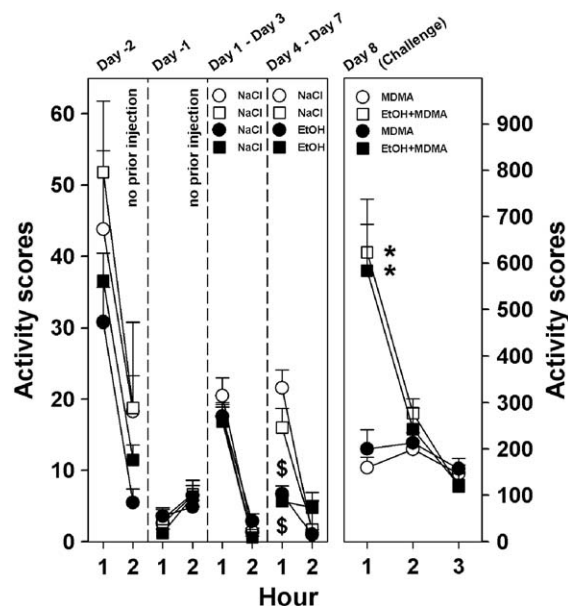 Day -2
Day -1
Day 1 - Day 3
Day 4 - Day 7
Day 8 (Challenge)
no prior injection
no prior injection
NaCl
NaCl
NaCl
NaCl
NaCl
NaCl
EtOH
EtOH
MDMA
EtOH+MDMA
MDMA
EtOH+MDMA
Activity scores
60
50
40
30
20
10
0
$
$
*
*
900
800
700
600
500
400
300
200
100
0
Activity scores
1 2 1 2 1 2 1 2 1 2 3
Hour